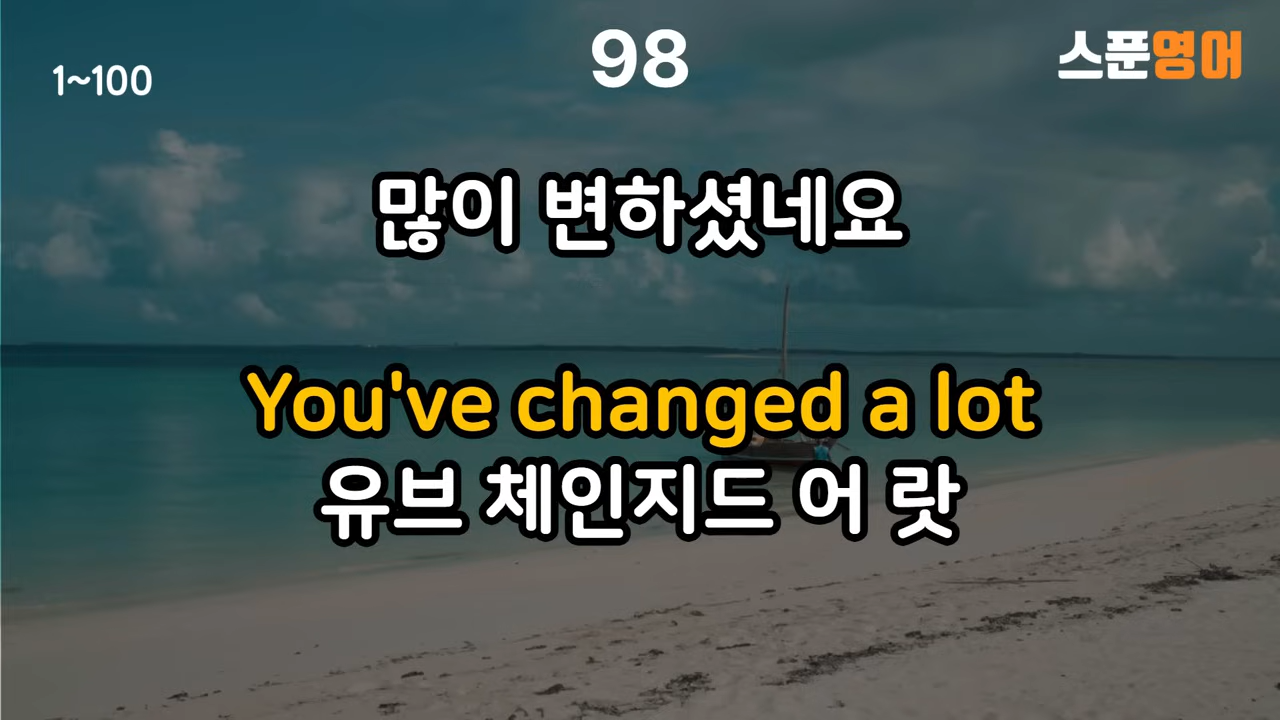 1~100
98
스푼영어
많이 변하셨네요
You've changed a lot
유브 체인지드 어 랏